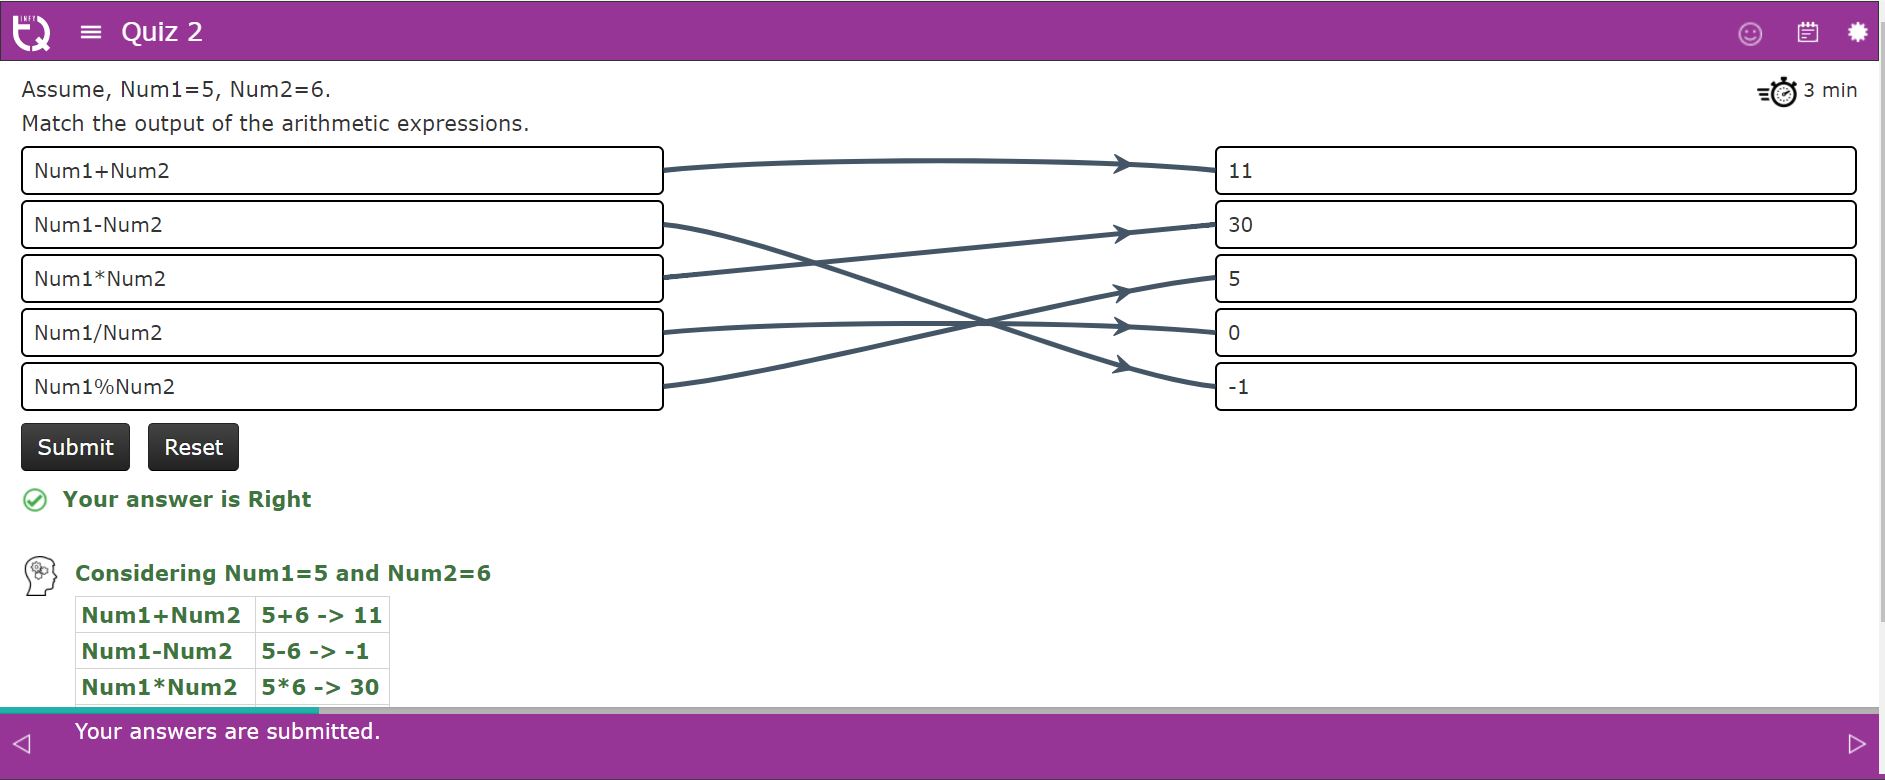 INFY
TQ
Quiz 2
Assume, Num1=5, Num2=6.
3 min
Match the output of the arithmetic expressions.
Num1+Num2
11
Num1-Num2
30
Num1*Num2
5
Num1/Num2
0
Num1%Num2
-1
Submit Reset
Your answer is Right
Considering Num1=5 and Num2=6
Num1+Num2 5+6 -> 11
Num1-Num2 5-6 -> -1
Num1*Num2 5*6 -> 30
Your answers are submitted.